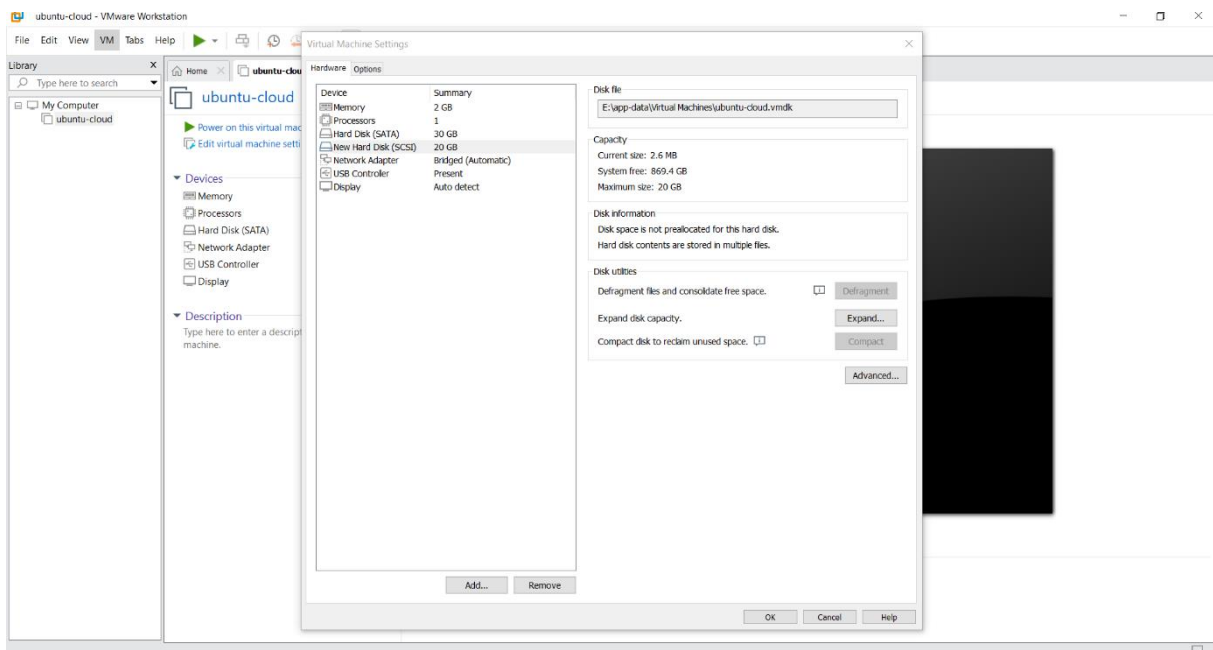 ubuntu-cloud - VMware Workstation
File Edit View VM Tabs Help
Library X
Type here to search
My Computer
ubuntu-cloud
Home
ubuntu-clou
ubuntu-cloud
Power on this virtual mac
Edit virtual machine setti
Devices
Memory
Processors
Hard Disk (SATA)
Network Adapter
USB Controller
Display
Description
Type here to enter a descript
machine.
Virtual Machine Settings
Hardware Options
Device Summary
Memory 2 GB
Processors 1
Hard Disk (SATA) 30 GB
New Hard Disk (SCSI) 20 GB
Network Adapter Bridged (Automatic)
USB Controller Present
Display Auto detect
Add... Remove
Disk file
E:\app-data\Virtual Machines\ubuntu-cloud.vmdk
Capacity
Current size: 2.6 MB
System free: 869.4 GB
Maximum size: 20 GB
Disk information
Disk space is not preallocated for this hard disk.
Hard disk contents are stored in multiple files.
Disk utilities
Defragment files and consolidate free space. Defragment
Expand disk capacity. Expand...
Compact disk to reclaim unused space. Compact
Advanced...
OK Cancel Help